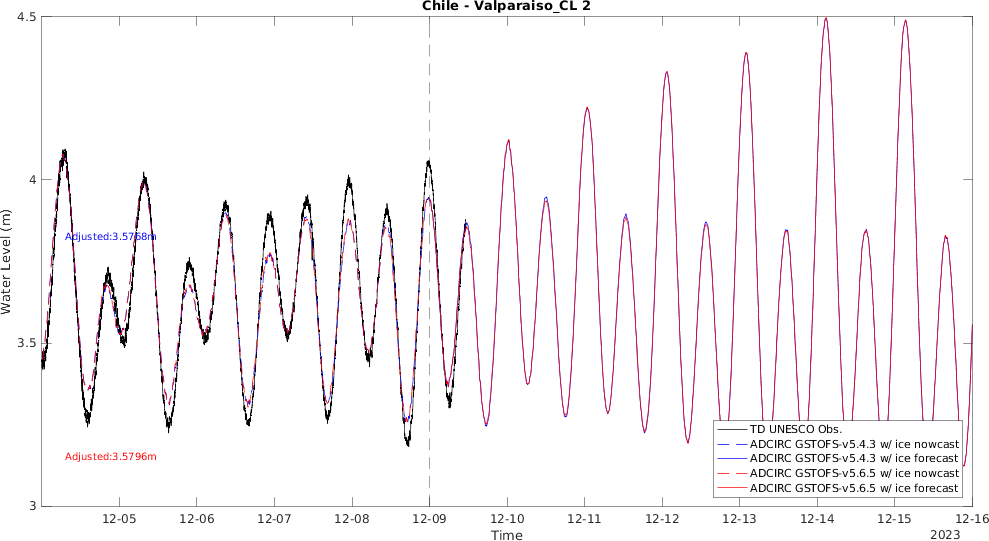 Chile - Valparaiso_CL 2
Water Level (m)
4.5
4
3.5
3
Adjusted:3.5768m
Adjusted:3.5796m
TD UNESCO Obs.
ADCIRC GSTOFS-v5.4.3 w/ ice nowcast
ADCIRC GSTOFS-v5.4.3 w/ ice forecast
ADCIRC GSTOFS-v5.6.5 w/ ice nowcast
ADCIRC GSTOFS-v5.6.5 w/ ice forecast
12-05 12-06 12-07 12-08 12-09 12-10 12-11 12-12 12-13 12-14 12-15 12-16
Time
2023